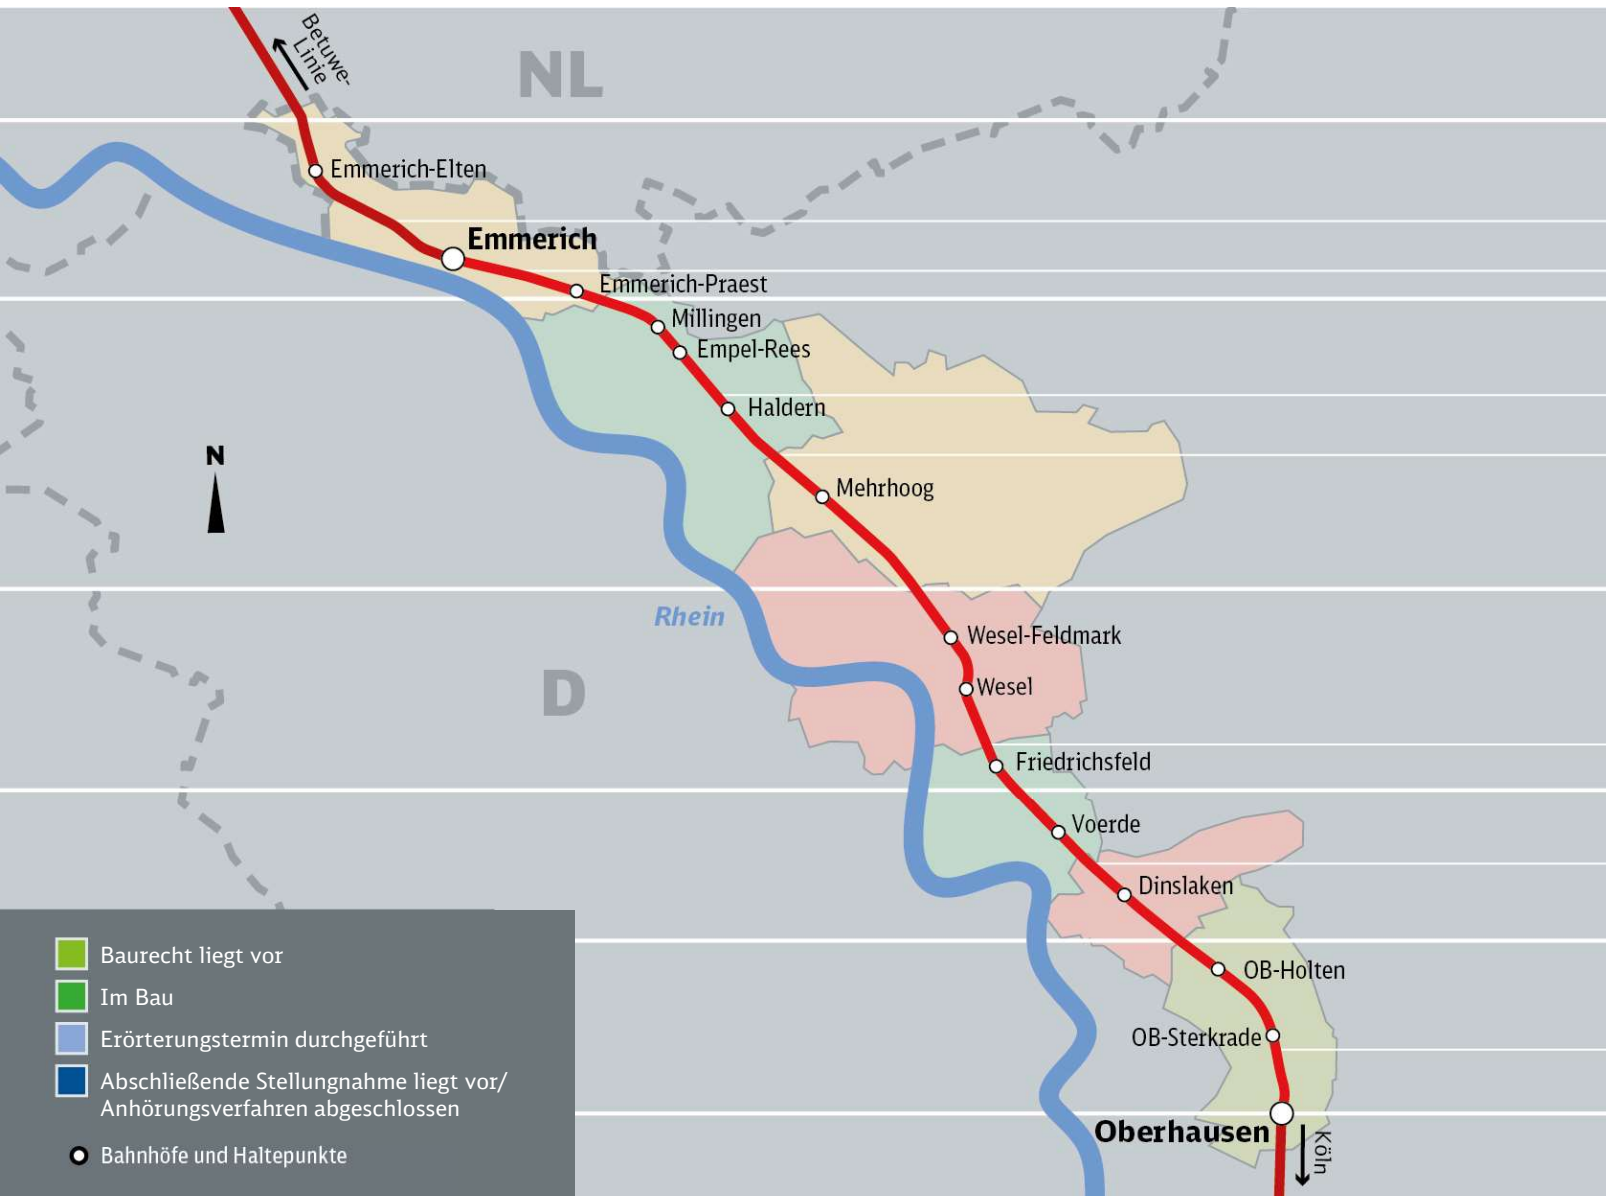 Betuwe-
Linie
NL
Emmerich-Elten
Emmerich
Emmerich-Praest
Millingen
Empel-Rees
Haldern
N
Mehrhoog
Rhein
Wesel-Feldmark
D
Wesel
Friedrichsfeld
Voerde
Dinslaken
OB-Holten
OB-Sterkrade
Oberhausen
Köln
Baurecht liegt vor
Im Bau
Erörterungstermin durchgeführt
Abschließende Stellungnahme liegt vor/
Anhörungsverfahren abgeschlossen
Bahnhöfe und Haltepunkte